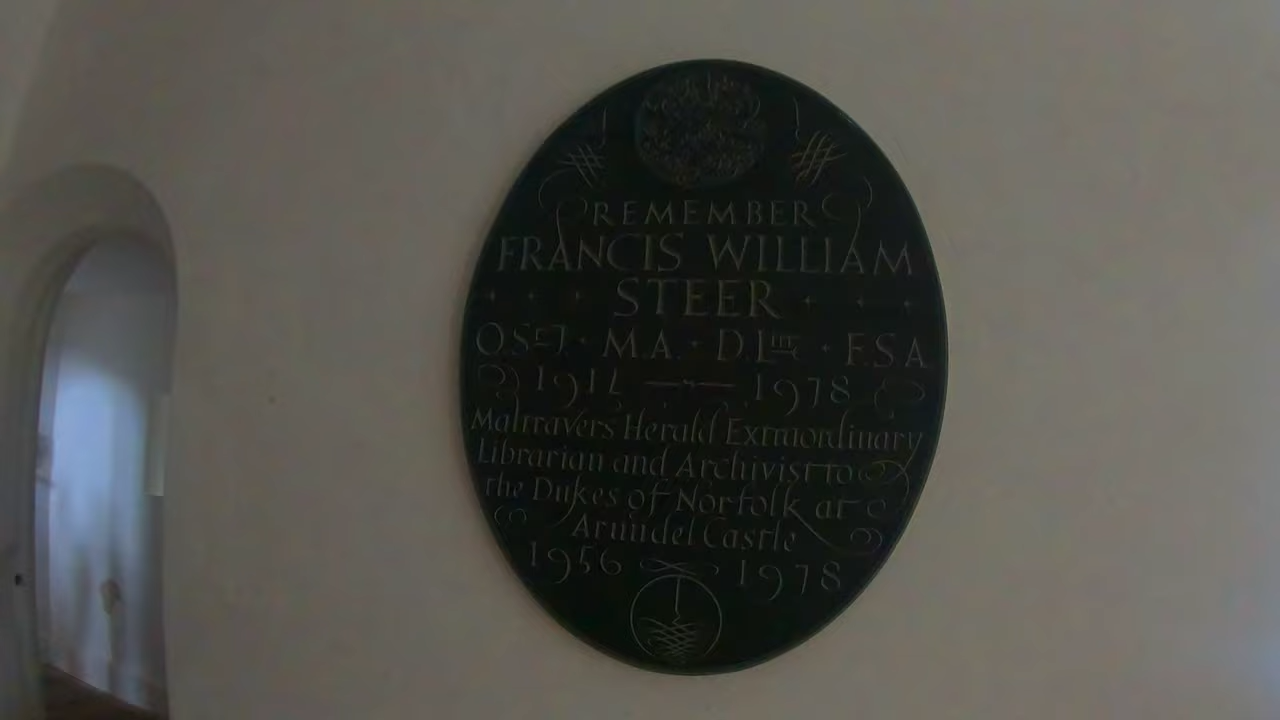 REMEMBER
FRANCIS WILLIAM
STEER
O.St.J. · M.A. · D.Litt · F.S.A
1912 — 1978
Maltravers Herald Extraordinary
Librarian and Archivist to
the Dukes of Norfolk at
Arundel Castle
1956 1978